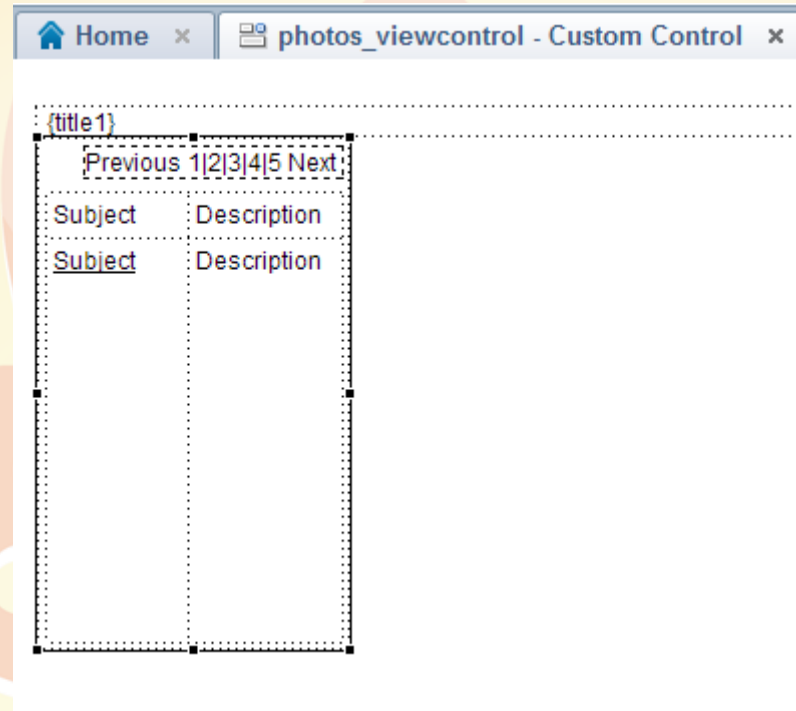 Home × photos_viewcontrol - Custom Control ×
{title1}
Previous 1|2|3|4|5 Next
Subject Description
Subject Description